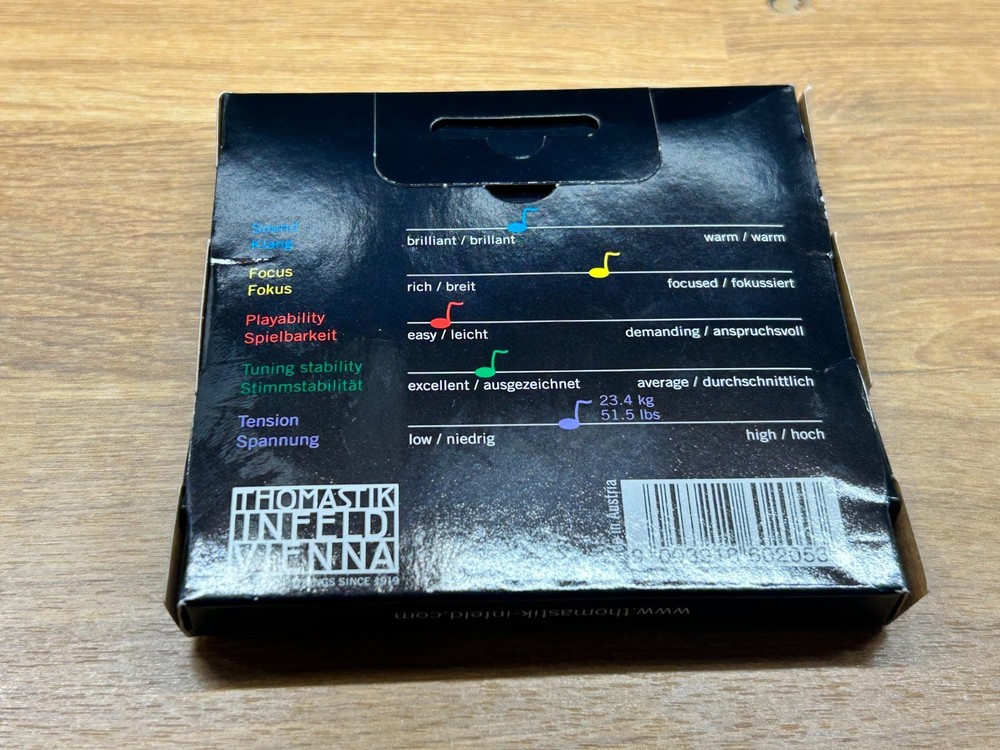 Sound
Klang
brilliant / brillant
warm / warm
Focus
Fokus
rich / breit
focused / fokussiert
Playability
Spielbarkeit
easy / leicht
demanding / anspruchsvoll
Tuning stability
Stimmstabilität
excellent / ausgezeichnet
average / durchschnittlich
Tension
Spannung
23.4 kg
51.5 lbs
low / niedrig
high / hoch
THOMASTIK
INFELD
VIENNA
SINCE 1919
in Austria
www.thomastik-infeld.com